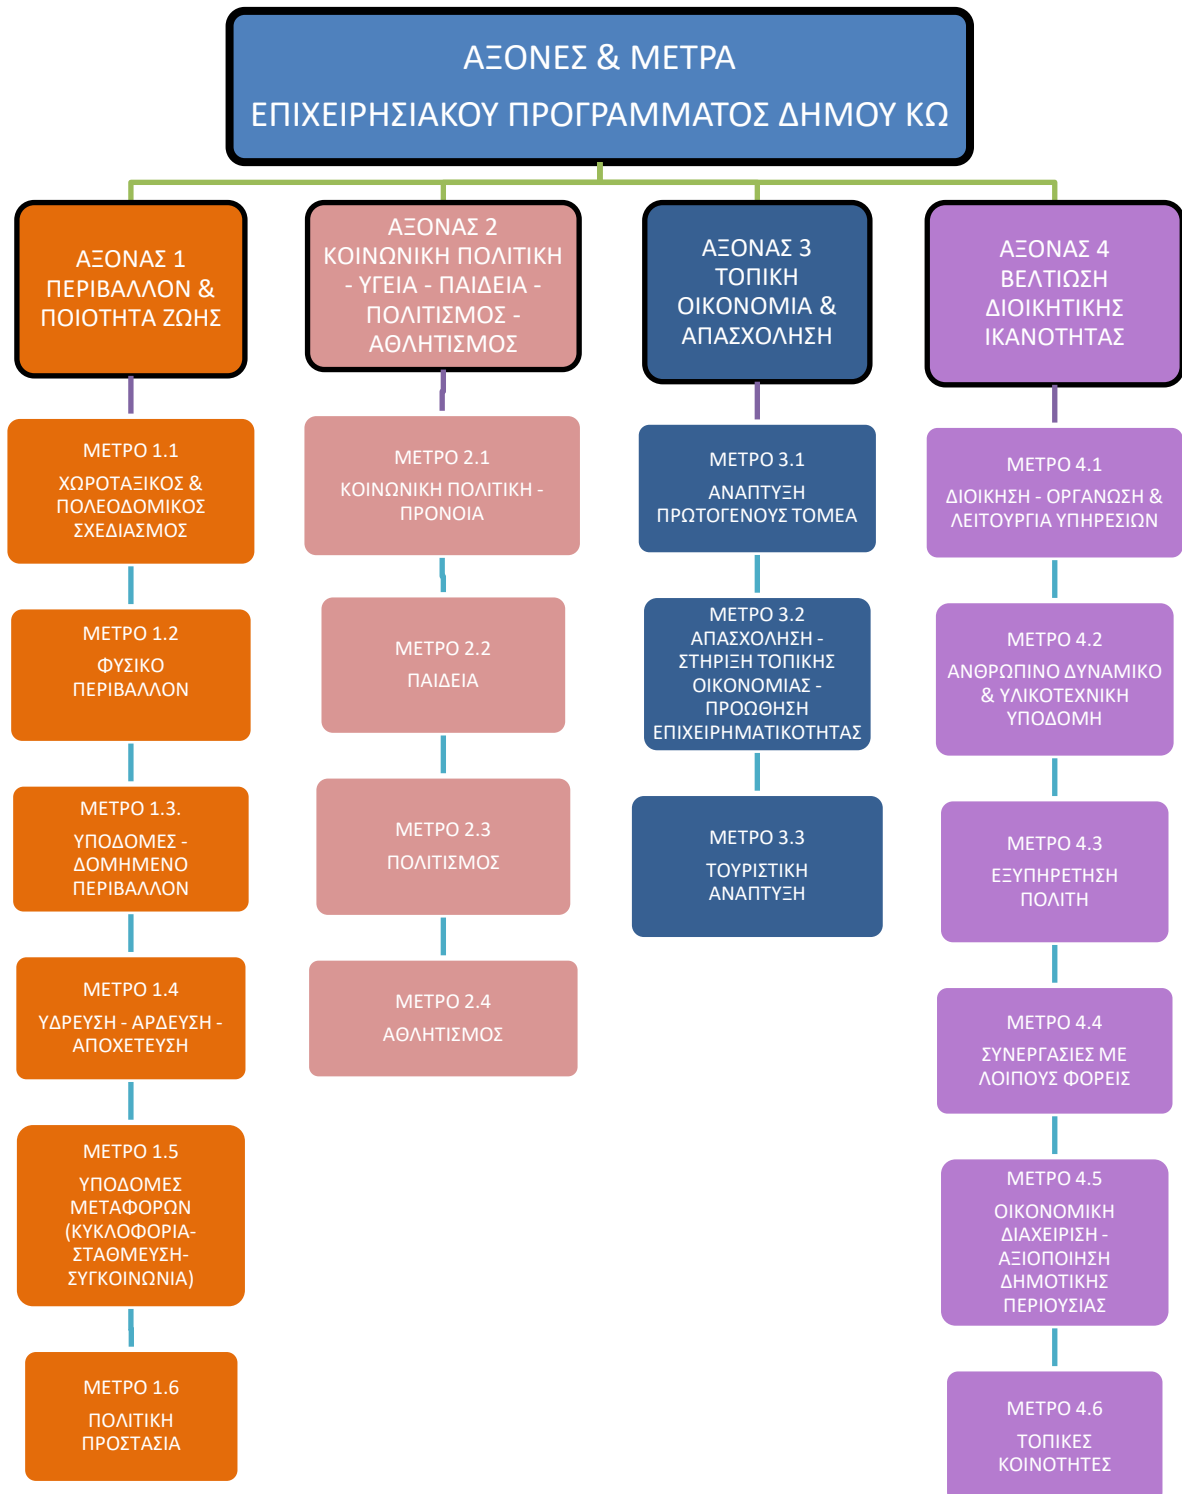 ΑΞΟΝΕΣ & ΜΕΤΡΑ
ΕΠΙΧΕΙΡΗΣΙΑΚΟΥ ΠΡΟΓΡΑΜΜΑΤΟΣ ΔΗΜΟΥ ΚΩ
ΑΞΟΝΑΣ 1
ΠΕΡΙΒΑΛΛΟΝ &
ΠΟΙΟΤΗΤΑ ΖΩΗΣ
ΜΕΤΡΟ 1.1
ΧΩΡΟΤΑΞΙΚΟΣ &
ΠΟΛΕΟΔΟΜΙΚΟΣ
ΣΧΕΔΙΑΣΜΟΣ
ΜΕΤΡΟ 1.2
ΦΥΣΙΚΟ
ΠΕΡΙΒΑΛΛΟΝ
ΜΕΤΡΟ 1.3.
ΥΠΟΔΟΜΕΣ -
ΔΟΜΗΜΕΝΟ
ΠΕΡΙΒΑΛΛΟΝ
ΜΕΤΡΟ 1.4
ΥΔΡΕΥΣΗ - ΑΡΔΕΥΣΗ -
ΑΠΟΧΕΤΕΥΣΗ
ΜΕΤΡΟ 1.5
ΥΠΟΔΟΜΕΣ
ΜΕΤΑΦΟΡΩΝ
(ΚΥΚΛΟΦΟΡΙΑ-
ΣΤΑΘΜΕΥΣΗ-
ΣΥΓΚΟΙΝΩΝΙΑ)
ΜΕΤΡΟ 1.6
ΠΟΛΙΤΙΚΗ
ΠΡΟΣΤΑΣΙΑ
ΑΞΟΝΑΣ 2
ΚΟΙΝΩΝΙΚΗ ΠΟΛΙΤΙΚΗ
- ΥΓΕΙΑ - ΠΑΙΔΕΙΑ -
ΠΟΛΙΤΙΣΜΟΣ -
ΑΘΛΗΤΙΣΜΟΣ
ΜΕΤΡΟ 2.1
ΚΟΙΝΩΝΙΚΗ ΠΟΛΙΤΙΚΗ -
ΠΡΟΝΟΙΑ
ΜΕΤΡΟ 2.2
ΠΑΙΔΕΙΑ
ΜΕΤΡΟ 2.3
ΠΟΛΙΤΙΣΜΟΣ
ΜΕΤΡΟ 2.4
ΑΘΛΗΤΙΣΜΟΣ
ΑΞΟΝΑΣ 3
ΤΟΠΙΚΗ
ΟΙΚΟΝΟΜΙΑ &
ΑΠΑΣΧΟΛΗΣΗ
ΜΕΤΡΟ 3.1
ΑΝΑΠΤΥΞΗ
ΠΡΩΤΟΓΕΝΟΥΣ ΤΟΜΕΑ
ΜΕΤΡΟ 3.2
ΑΠΑΣΧΟΛΗΣΗ -
ΣΤΗΡΙΞΗ ΤΟΠΙΚΗΣ
ΟΙΚΟΝΟΜΙΑΣ -
ΠΡΟΩΘΗΣΗ
ΕΠΙΧΕΙΡΗΜΑΤΙΚΟΤΗΤΑΣ
ΜΕΤΡΟ 3.3
ΤΟΥΡΙΣΤΙΚΗ
ΑΝΑΠΤΥΞΗ
ΑΞΟΝΑΣ 4
ΒΕΛΤΙΩΣΗ
ΔΙΟΙΚΗΤΙΚΗΣ
ΙΚΑΝΟΤΗΤΑΣ
ΜΕΤΡΟ 4.1
ΔΙΟΙΚΗΣΗ - ΟΡΓΑΝΩΣΗ &
ΛΕΙΤΟΥΡΓΙΑ ΥΠΗΡΕΣΙΩΝ
ΜΕΤΡΟ 4.2
ΑΝΘΡΩΠΙΝΟ ΔΥΝΑΜΙΚΟ
& ΥΛΙΚΟΤΕΧΝΙΚΗ
ΥΠΟΔΟΜΗ
ΜΕΤΡΟ 4.3
ΕΞΥΠΗΡΕΤΗΣΗ
ΠΟΛΙΤΗ
ΜΕΤΡΟ 4.4
ΣΥΝΕΡΓΑΣΙΕΣ ΜΕ
ΛΟΙΠΟΥΣ ΦΟΡΕΙΣ
ΜΕΤΡΟ 4.5
ΟΙΚΟΝΟΜΙΚΗ
ΔΙΑΧΕΙΡΙΣΗ -
ΑΞΙΟΠΟΙΗΣΗ
ΔΗΜΟΤΙΚΗΣ
ΠΕΡΙΟΥΣΙΑΣ
ΜΕΤΡΟ 4.6
ΤΟΠΙΚΕΣ
ΚΟΙΝΟΤΗΤΕΣ